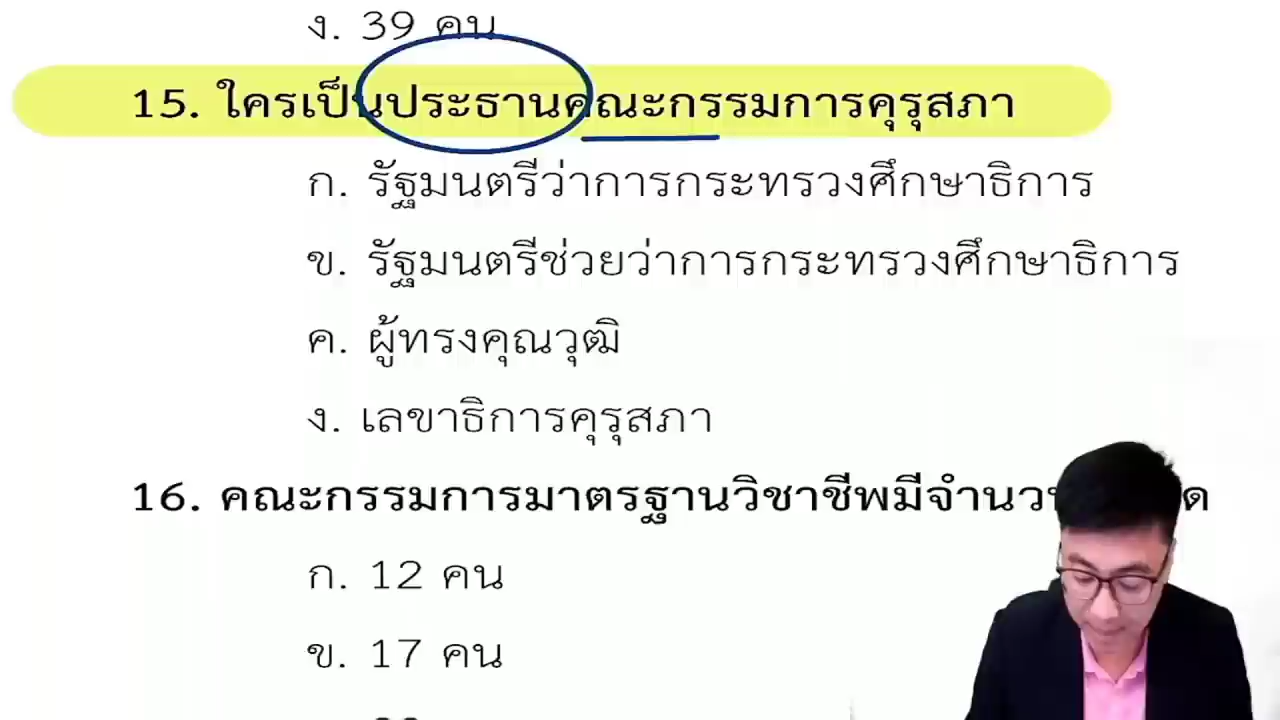 ง. 39 คน
15. ใครเป็นประธานคณะกรรมการคุรุสภา
ก. รัฐมนตรีว่าการกระทรวงศึกษาธิการ
ข. รัฐมนตรีช่วยว่าการกระทรวงศึกษาธิการ
ค. ผู้ทรงคุณวุฒิ
ง. เลขาธิการคุรุสภา
16. คณะกรรมการมาตรฐานวิชาชีพมี
ก. 12 คน
ข. 17 คน